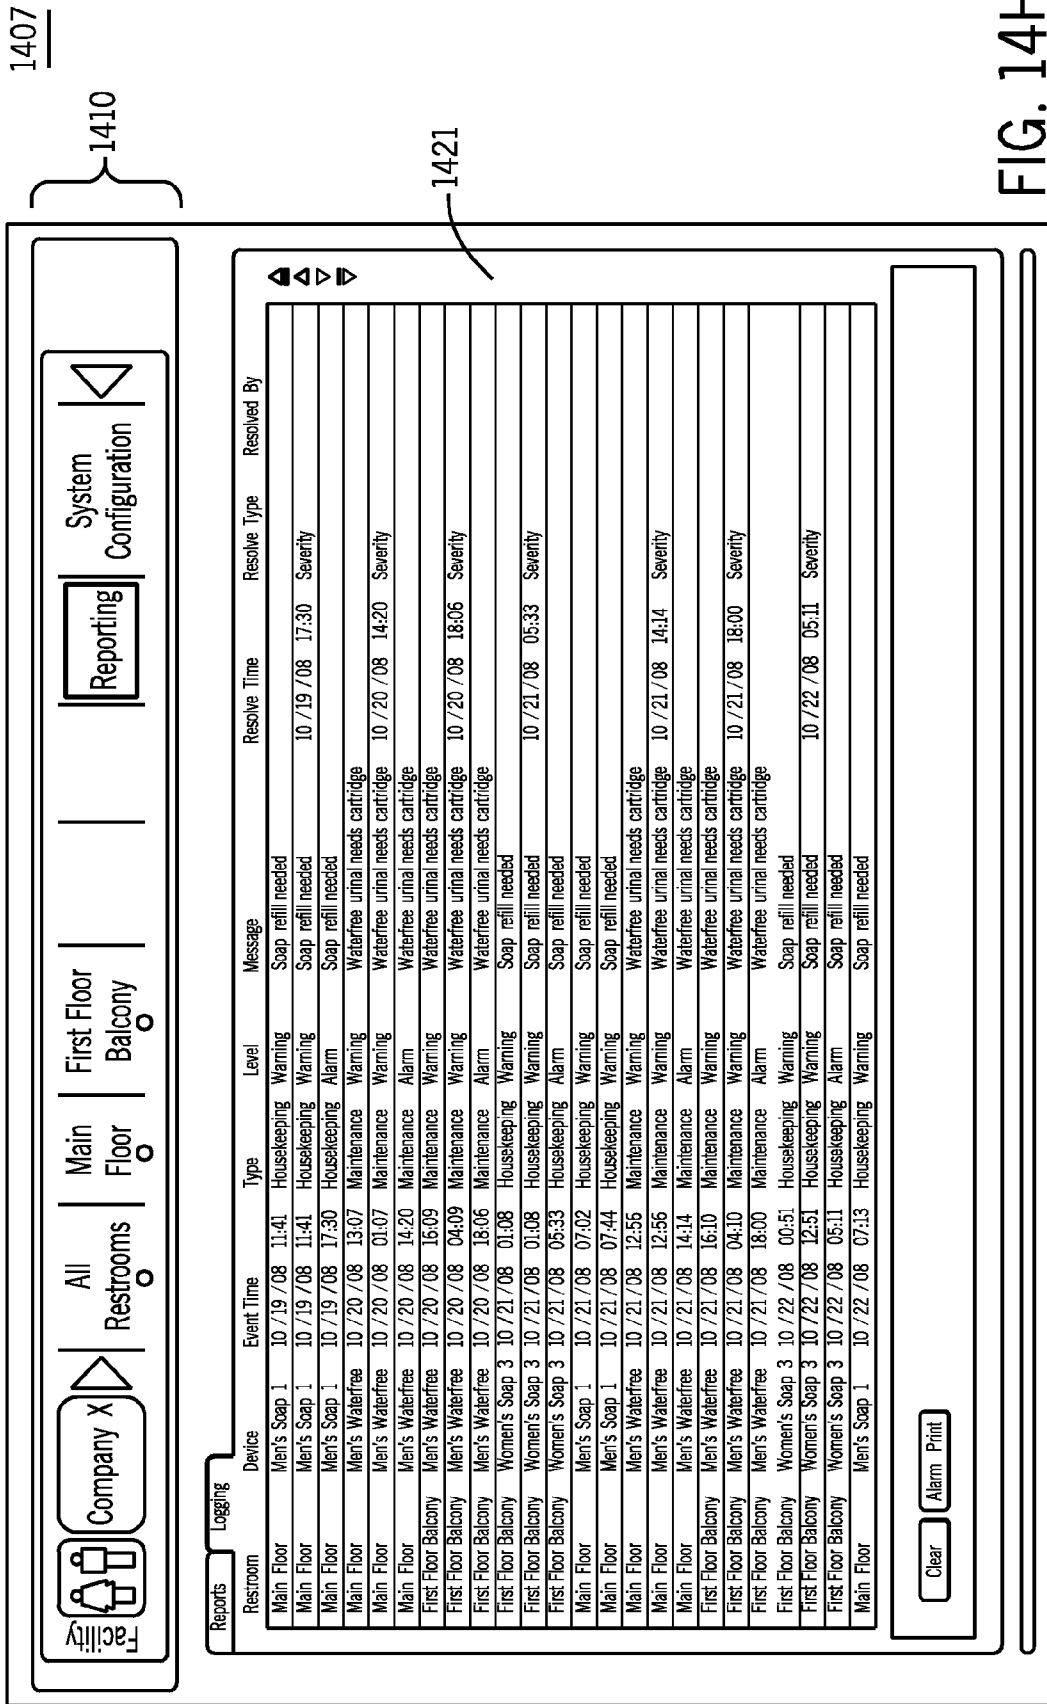 1407
1410
Facility
Company X
All
Restrooms
Main
Floor
First Floor
Balcony
Reporting
System
Configuration
Reports Logging
Restroom Device Event Time Type Level Message Resolve Time Resolve Type Resolved By
Main Floor Men's Soap 1 10 /19 /08 11:41 Housekeeping Warning Soap refill needed
Main Floor Men's Soap 1 10 /19 /08 11:41 Housekeeping Warning Soap refill needed 10 /19 /08 17:30 Severity
Main Floor Men's Soap 1 10 /19 /08 17:30 Housekeeping Alarm Soap refill needed
Main Floor Men's Waterfree 10 /20 /08 13:07 Maintenance Warning Waterfree urinal needs catridge
Main Floor Men's Waterfree 10 /20 /08 01:07 Maintenance Warning Waterfree urinal needs catridge 10 /20 /08 14:20 Severity
Main Floor Men's Waterfree 10 /20 /08 14:20 Maintenance Alarm Waterfree urinal needs catridge
First Floor Balcony Men's Waterfree 10 /20 /08 16:09 Maintenance Warning Waterfree urinal needs catridge
First Floor Balcony Men's Waterfree 10 /20 /08 04:09 Maintenance Warning Waterfree urinal needs catridge 10 /20 /08 18:06 Severity
First Floor Balcony Men's Waterfree 10 /20 /08 18:06 Maintenance Alarm Waterfree urinal needs catridge
First Floor Balcony Women's Soap 3 10 /21 /08 01:08 Housekeeping Warning Soap refill needed
First Floor Balcony Women's Soap 3 10 /21 /08 01:08 Housekeeping Warning Soap refill needed 10 /21 /08 05:33 Severity
First Floor Balcony Women's Soap 3 10 /21 /08 05:33 Housekeeping Alarm Soap refill needed
Main Floor Men's Soap 1 10 /21 /08 07:02 Housekeeping Warning Soap refill needed
Main Floor Men's Soap 1 10 /21 /08 07:44 Housekeeping Warning Soap refill needed
Main Floor Men's Waterfree 10 /21 /08 12:56 Maintenance Warning Waterfree urinal needs catridge
Main Floor Men's Waterfree 10 /21 /08 12:56 Maintenance Warning Waterfree urinal needs catridge 10 /21 /08 14:14 Severity
Main Floor Men's Waterfree 10 /21 /08 14:14 Maintenance Alarm Waterfree urinal needs catridge
First Floor Balcony Men's Waterfree 10 /21 /08 16:10 Maintenance Warning Waterfree urinal needs catridge
First Floor Balcony Men's Waterfree 10 /21 /08 04:10 Maintenance Warning Waterfree urinal needs catridge 10 /21 /08 18:00 Severity
First Floor Balcony Men's Waterfree 10 /21 /08 18:00 Maintenance Alarm Waterfree urinal needs catridge
First Floor Balcony Women's Soap 3 10 /22 /08 00:51 Housekeeping Warning Soap refill needed
First Floor Balcony Women's Soap 3 10 /22 /08 12:51 Housekeeping Warning Soap refill needed 10 /22 /08 05:11 Severity
First Floor Balcony Women's Soap 3 10 /22 /08 05:11 Housekeeping Alarm Soap refill needed
Main Floor Men's Soap 1 10 /22 /08 07:13 Housekeeping Warning Soap refill needed
1421
Clear Alarm Print
FIG. 14H